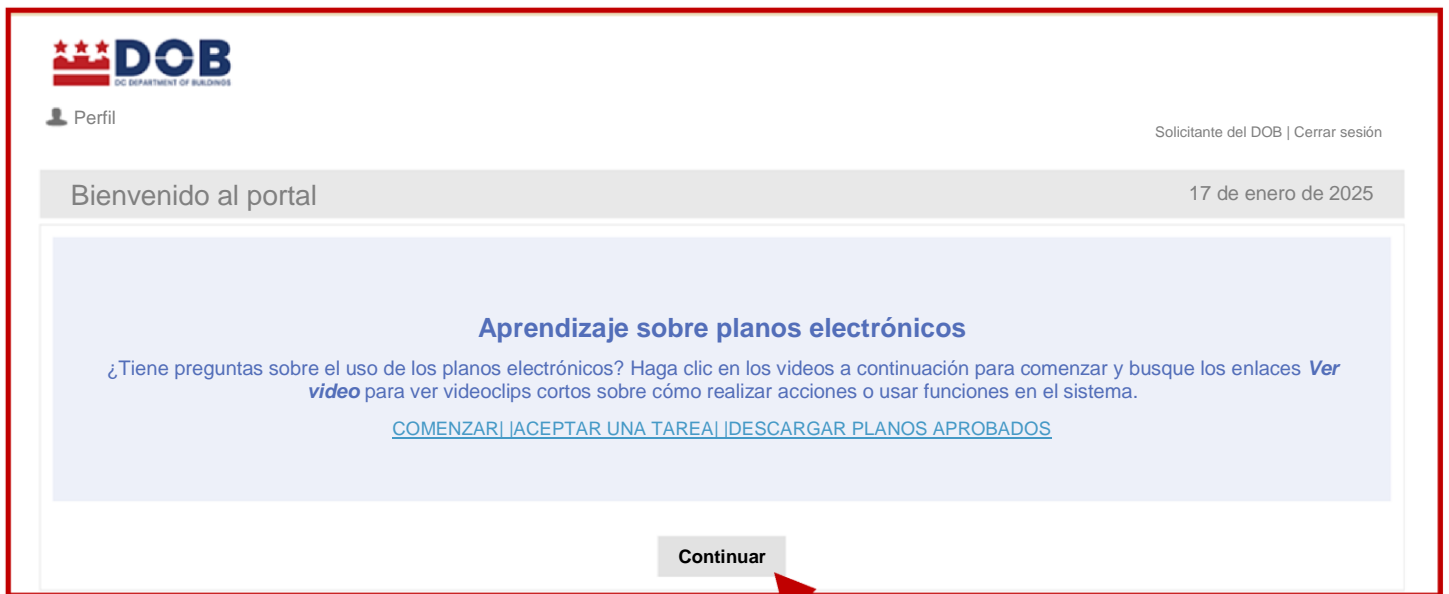 DOB
DC DEPARTMENT OF BUILDINGS
Perfil
Solicitante del DOB | Cerrar sesión
Bienvenido al portal
17 de enero de 2025
Aprendizaje sobre planos electrónicos
¿Tiene preguntas sobre el uso de los planos electrónicos? Haga clic en los videos a continuación para comenzar y busque los enlaces Ver
video para ver videoclips cortos sobre cómo realizar acciones o usar funciones en el sistema.
COMENZAR| |ACEPTAR UNA TAREA| |DESCARGAR PLANOS APROBADOS
Continuar